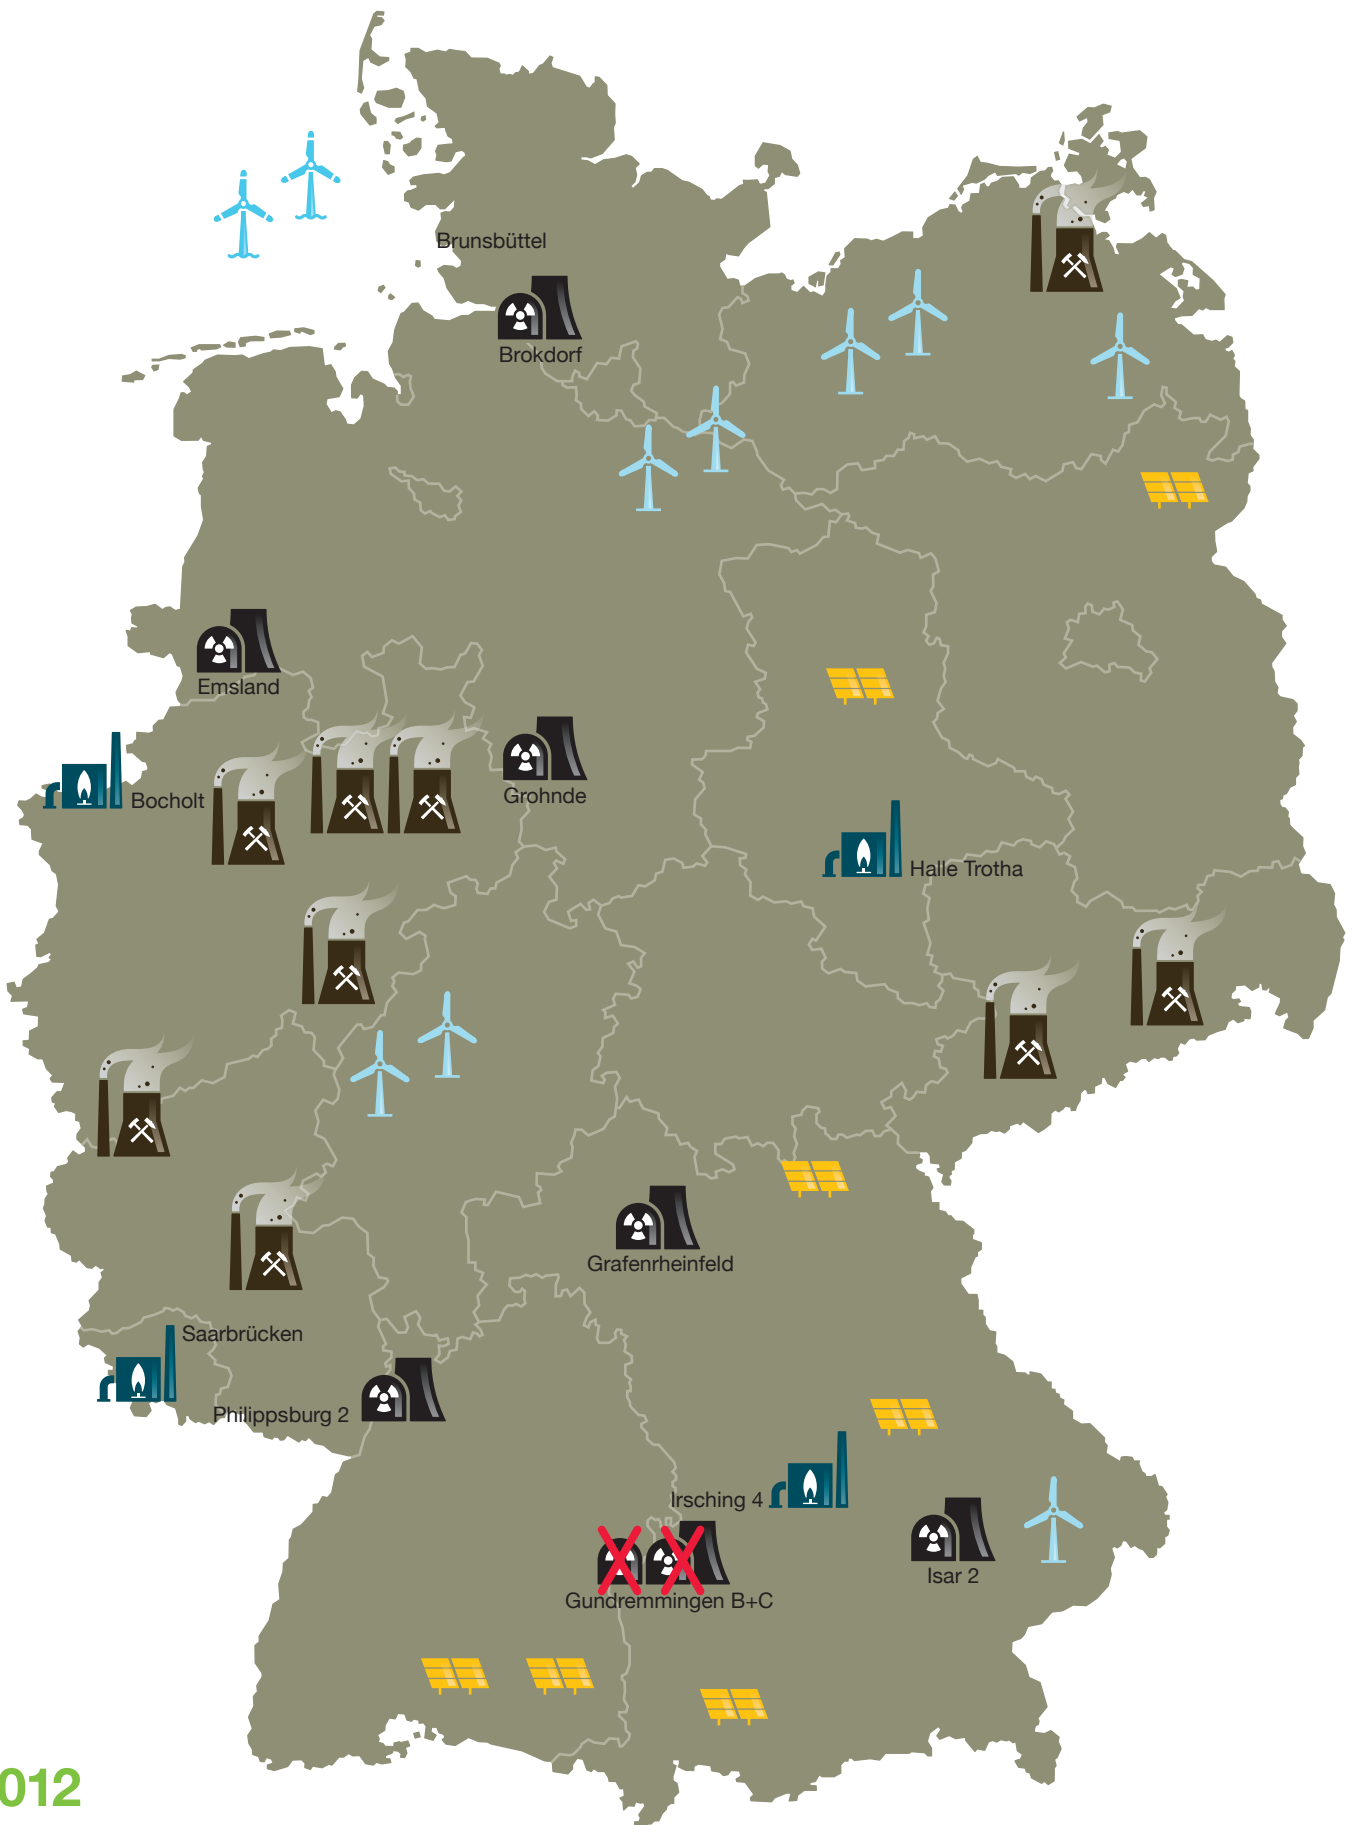 Brunsbüttel
Brokdorf
Emsland
Bocholt
Grohnde
Halle Trotha
Grafenrheinfeld
Saarbrücken
Philippsburg 2
Irsching 4
Isar 2
Gundremmingen B+C
012